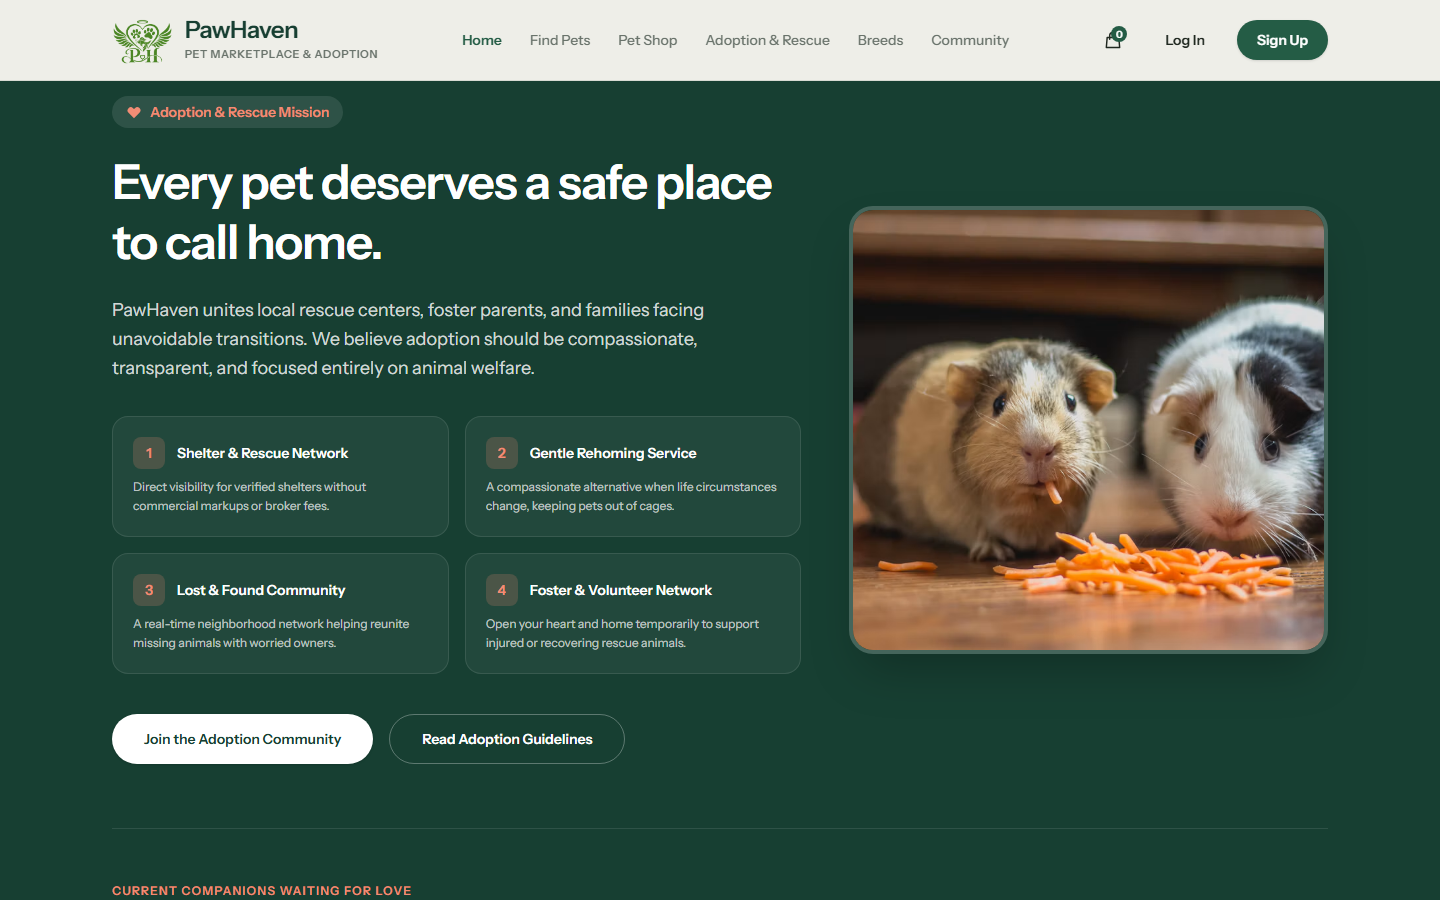 PH
PawHaven
PET MARKETPLACE & ADOPTION
Home
Find Pets
Pet Shop
Adoption & Rescue
Breeds
Community
0
Log In
Sign Up
Adoption & Rescue Mission
Every pet deserves a safe place
to call home.
PawHaven unites local rescue centers, foster parents, and families facing
unavoidable transitions. We believe adoption should be compassionate,
transparent, and focused entirely on animal welfare.
1
Shelter & Rescue Network
Direct visibility for verified shelters without
commercial markups or broker fees.
2
Gentle Rehoming Service
A compassionate alternative when life circumstances
change, keeping pets out of cages.
3
Lost & Found Community
A real-time neighborhood network helping reunite
missing animals with worried owners.
4
Foster & Volunteer Network
Open your heart and home temporarily to support
injured or recovering rescue animals.
Join the Adoption Community
Read Adoption Guidelines
CURRENT COMPANIONS WAITING FOR LOVE